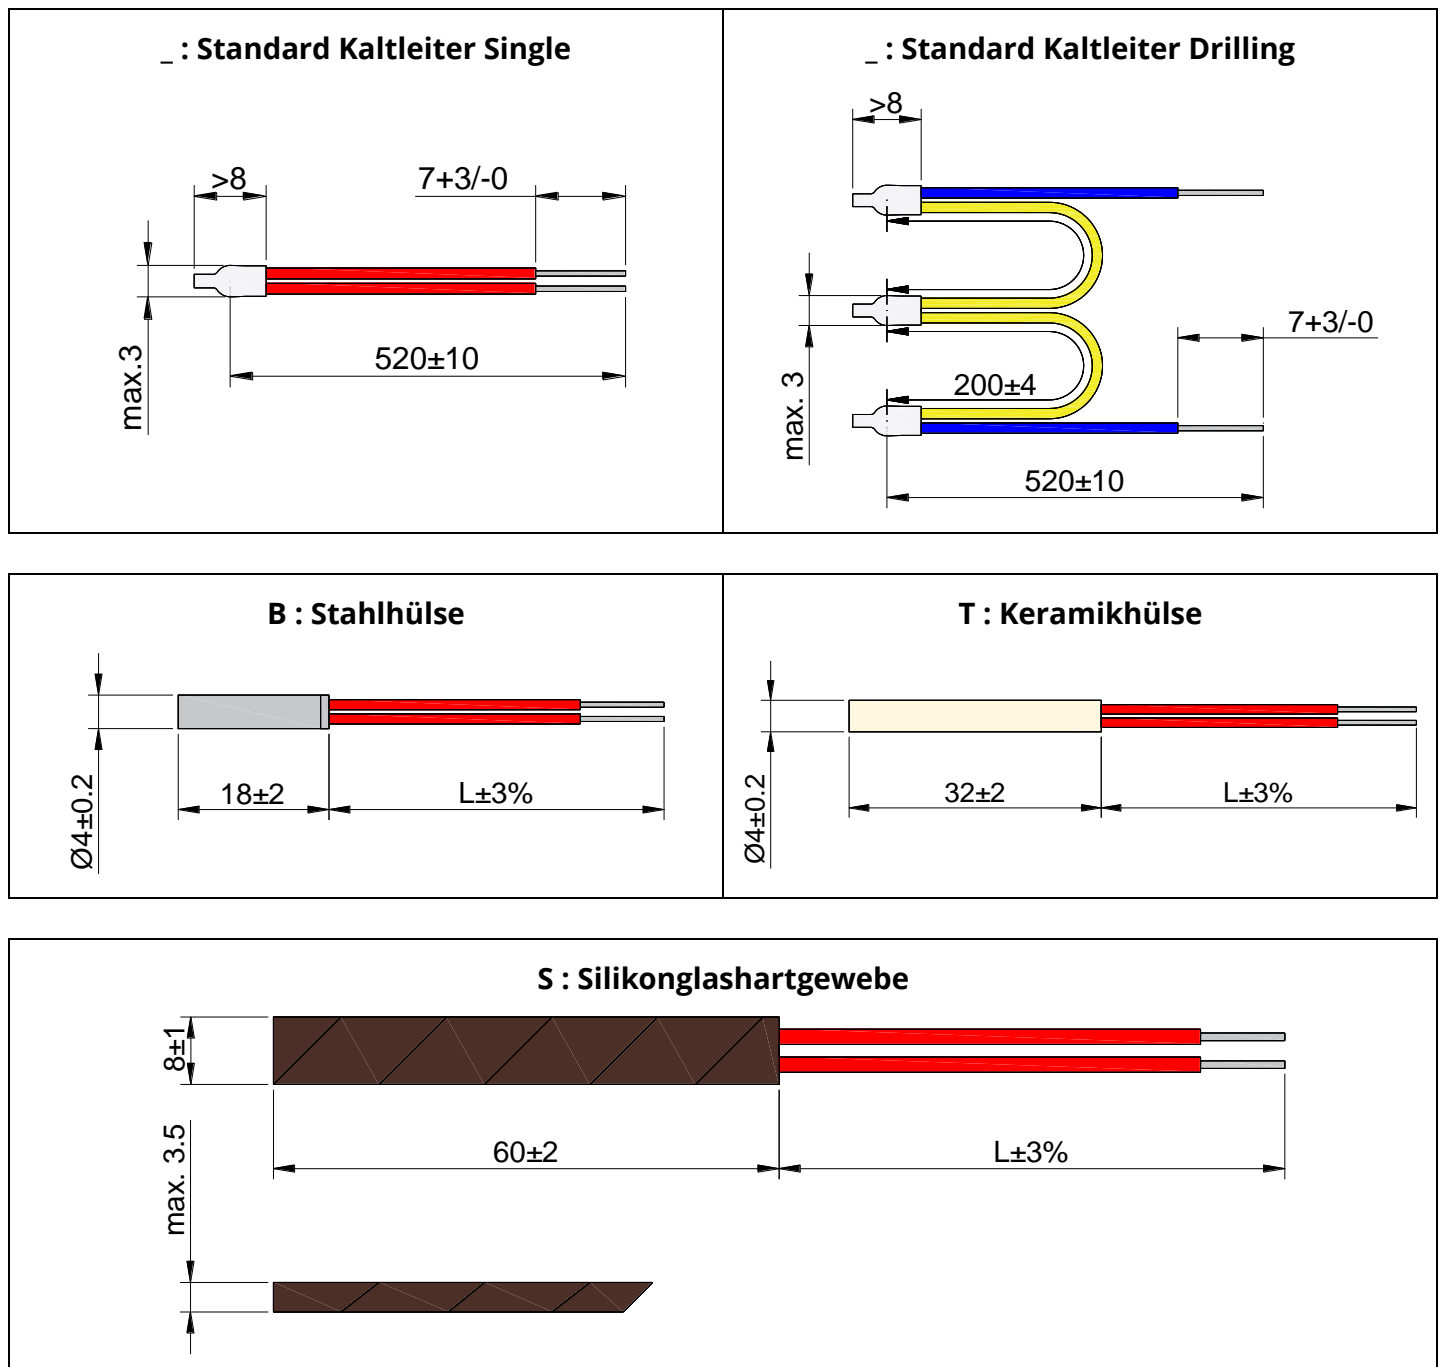 _ : Standard Kaltleiter Single
>8
7+3/-0
max.3
520±10
_ : Standard Kaltleiter Drilling
>8
7+3/-0
max. 3
200±4
520±10
B : Stahlhülse
Ø4±0.2
18±2
L±3%
T : Keramikhülse
Ø4±0.2
32±2
L±3%
S : Silikonglashartgewebe
8±1
60±2
L±3%
max. 3.5